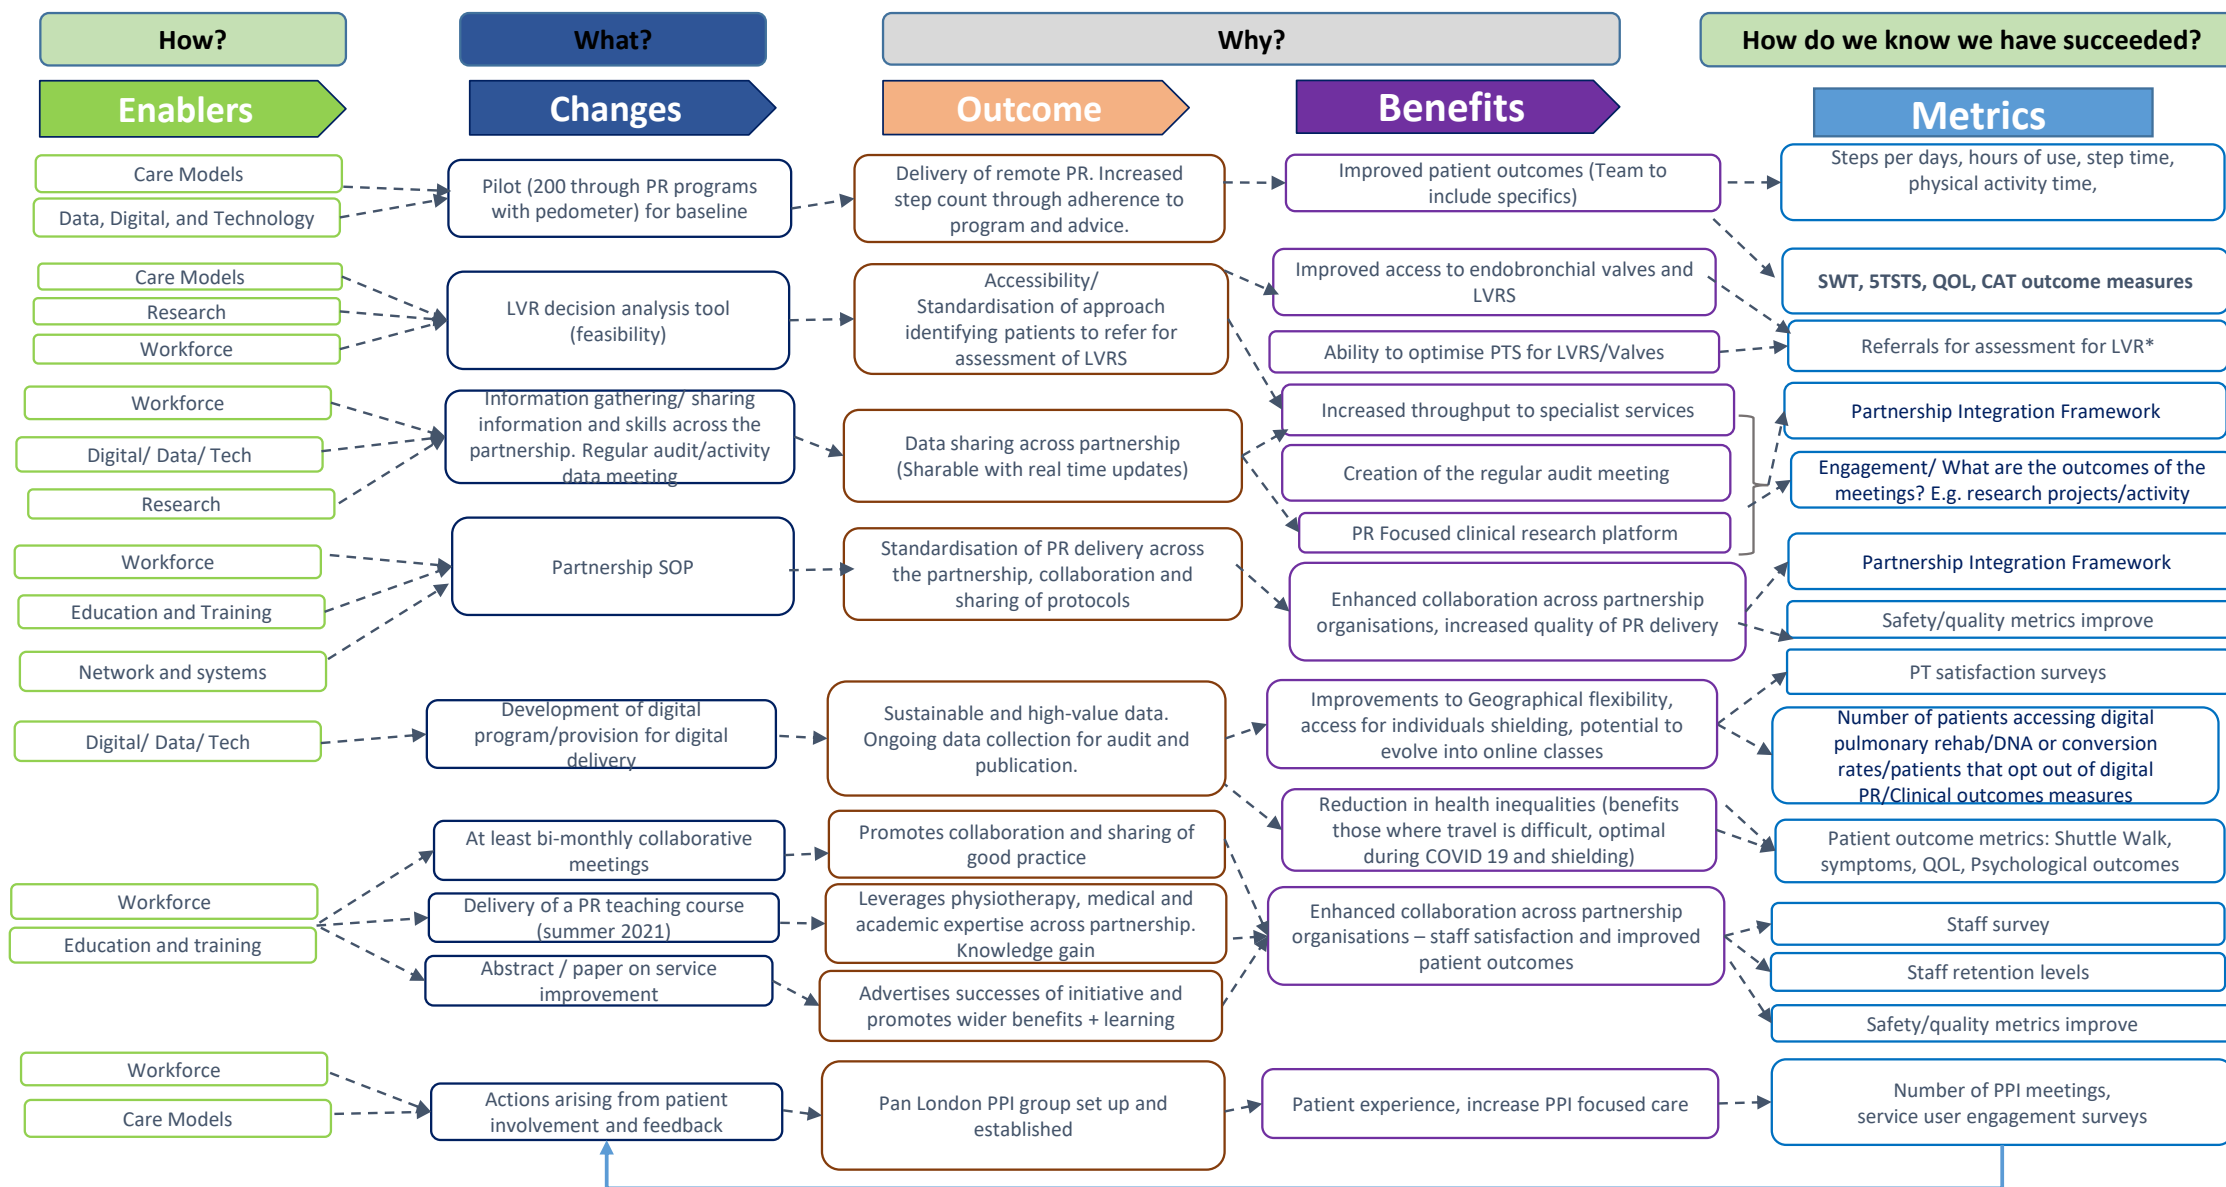 How?
What?
Why?
How do we know we have succeeded?
Enablers
Changes
Outcome
Benefits
Metrics
Care Models
Data, Digital, and Technology
Pilot (200 through PR programs
with pedometer) for baseline
Delivery of remote PR. Increased
step count through adherence to
program and advice.
Improved patient outcomes (Team to
include specifics)
Steps per days, hours of use, step time,
physical activity time,
SWT, 5TSTS, QOL, CAT outcome measures
Care Models
Research
Workforce
LVR decision analysis tool
(feasibility)
Accessibility/
Standardisation of approach
identifying patients to refer for
assessment of LVRS
Improved access to endobronchial valves and
LVRS
Ability to optimise PTS for LVRS/Valves
Referrals for assessment for LVR*
Workforce
Digital/ Data/ Tech
Research
Information gathering/ sharing
information and skills across the
partnership. Regular audit/activity
data meeting
Data sharing across partnership
(Sharable with real time updates)
Increased throughput to specialist services
Creation of the regular audit meeting
PR Focused clinical research platform
Partnership Integration Framework
Engagement/ What are the outcomes of the
meetings? E.g. research projects/activity
Workforce
Education and Training
Network and systems
Partnership SOP
Standardisation of PR delivery across
the partnership, collaboration and
sharing of protocols
Enhanced collaboration across partnership
organisations, increased quality of PR delivery
Partnership Integration Framework
Safety/quality metrics improve
Digital/ Data/ Tech
Development of digital
program/provision for digital
delivery
Sustainable and high-value data.
Ongoing data collection for audit and
publication.
Improvements to Geographical flexibility,
access for individuals shielding, potential to
evolve into online classes
Reduction in health inequalities (benefits
those where travel is difficult, optimal
during COVID 19 and shielding)
PT satisfaction surveys
Number of patients accessing digital
pulmonary rehab/DNA or conversion
rates/patients that opt out of digital
PR/Clinical outcomes measures
Patient outcome metrics: Shuttle Walk,
symptoms, QOL, Psychological outcomes
Workforce
Education and training
At least bi-monthly collaborative
meetings
Delivery of a PR teaching course
(summer 2021)
Abstract / paper on service
improvement
Promotes collaboration and sharing of
good practice
Leverages physiotherapy, medical and
academic expertise across partnership.
Knowledge gain
Advertises successes of initiative and
promotes wider benefits + learning
Enhanced collaboration across partnership
organisations – staff satisfaction and improved
patient outcomes
Staff survey
Staff retention levels
Safety/quality metrics improve
Workforce
Care Models
Actions arising from patient
involvement and feedback
Pan London PPI group set up and
established
Patient experience, increase PPI focused care
Number of PPI meetings,
service user engagement surveys